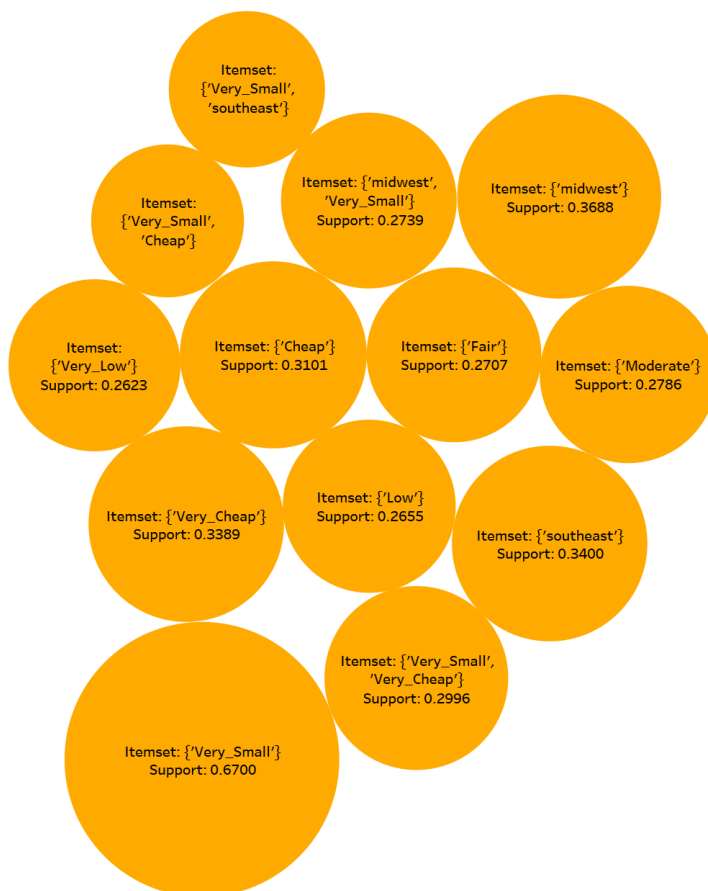 Itemset:
{'Very_Small',
'southeast'}
Itemset: {'midwest',
'Very_Small'}
Support: 0.2739
Itemset: {'midwest'}
Support: 0.3688
Itemset:
{'Very_Small',
'Cheap'}
Itemset:
{'Very_Low'}
Support: 0.2623
Itemset: {'Cheap'}
Support: 0.3101
Itemset: {'Fair'}
Support: 0.2707
Itemset: {'Moderate'}
Support: 0.2786
Itemset: {'Very_Cheap'}
Support: 0.3389
Itemset: {'Low'}
Support: 0.2655
Itemset: {'southeast'}
Support: 0.3400
Itemset: {'Very_Small',
'Very_Cheap'}
Support: 0.2996
Itemset: {'Very_Small'}
Support: 0.6700